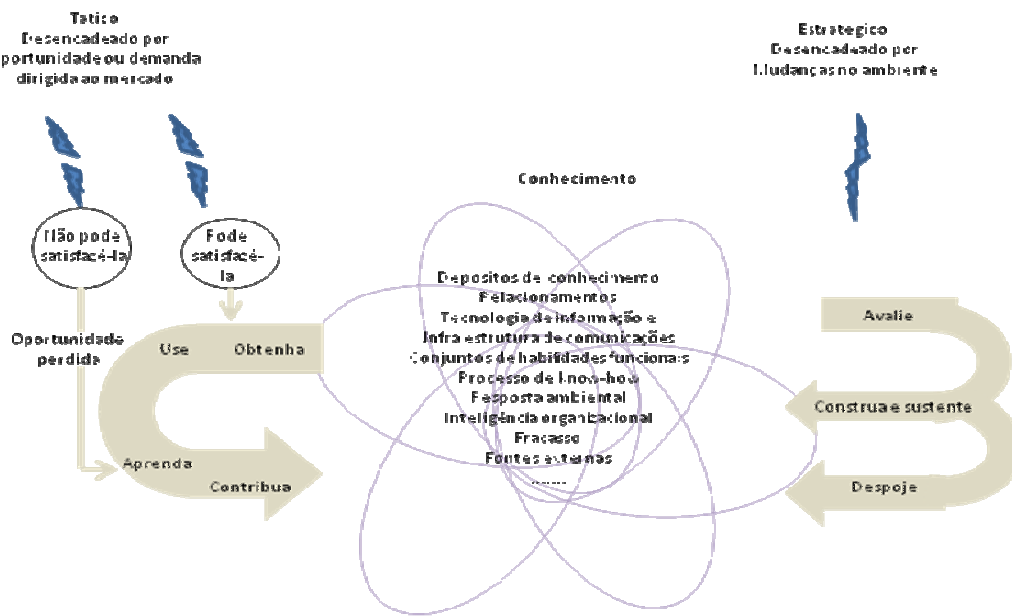 Tatico
Desencadeado por
portunidade ou demanda
dirigida ao mercado
Estrategico
Desencadeado por
Mudanças no ambiente
Conhecimento
Não pode
satisfacé-la
Pode
satisfacé-
la
Depositos de conhecimento
Relacionamentos
Tecnologia de informação e
Infra estrutura de comunicações
Conjuntos de habilidades funcionais
Processo de know-how
Resposta ambiental
Inteligência organizacional
Fracasso
Fontes externas
.......
Oportunidade
perdida
Use
Obtenha
Aprenda
Contribua
Avalie
Construa e sustente
Despoje